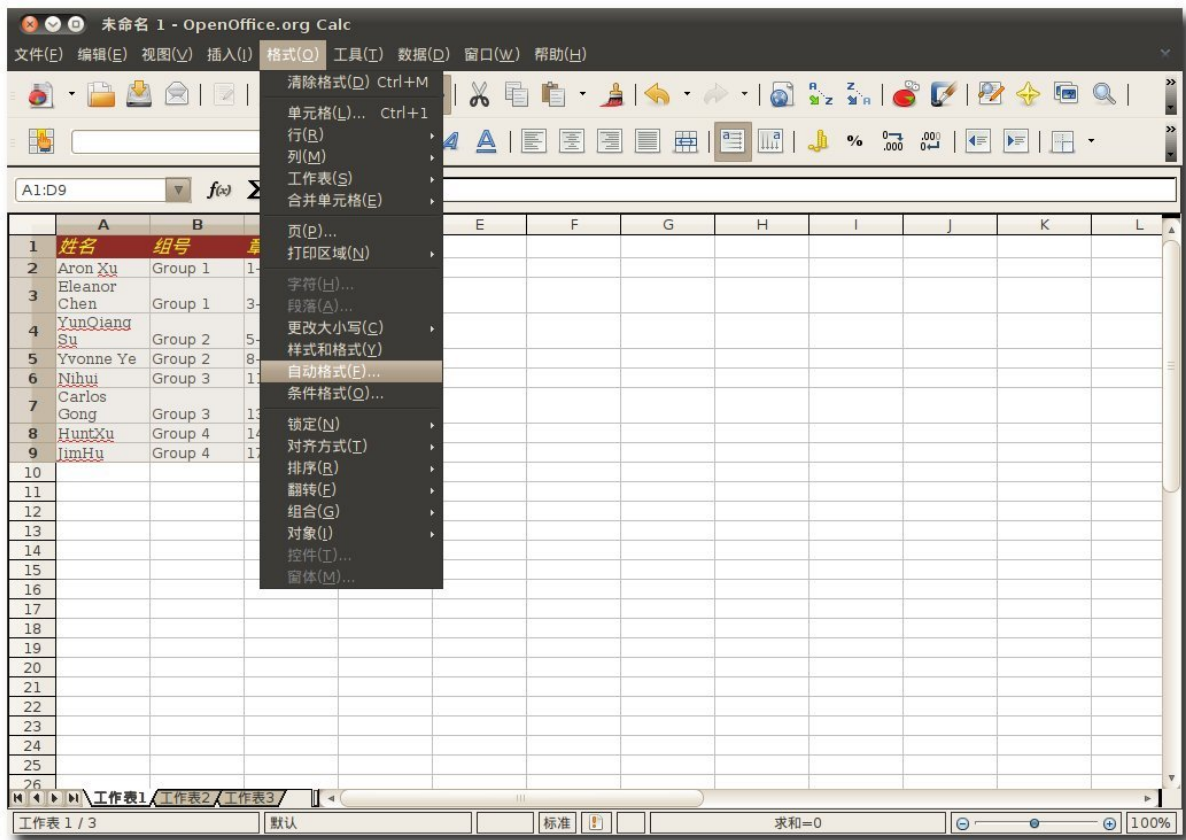 未命名 1 - OpenOffice.org Calc
文件(F) 编辑(E) 视图(V) 插入(I) 格式(O) 工具(T) 数据(D) 窗口(W) 帮助(H)
清除格式(D) Ctrl+M
单元格(L)... Ctrl+1
行(R)
列(M)
工作表(S)
合并单元格(E)
页(P)...
打印区域(N)
字符(H)...
段落(A)...
更改大小写(C)
样式和格式(Y)
自动格式(F)...
条件格式(O)...
锁定(N)
对齐方式(T)
排序(R)
翻转(F)
组合(G)
对象(I)
控件(T)...
窗体(M)...
A1:D9 f(x) Σ
A B E F G H I J K L
1 姓名 组号
2 Aron Xu Group 1 1-
3 Eleanor Chen Group 1 3-
4 YunQiang Su Group 2 5-
5 Yvonne Ye Group 2 8-
6 Nihui Group 3 11
7 Carlos Gong Group 3 13
8 HuntXu Group 4 14
9 JimHu Group 4 17
10
11
12
13
14
15
16
17
18
19
20
21
22
23
24
25
26
工作表1 工作表2 工作表3
工作表 1 / 3 默认 标准 求和=0 100%